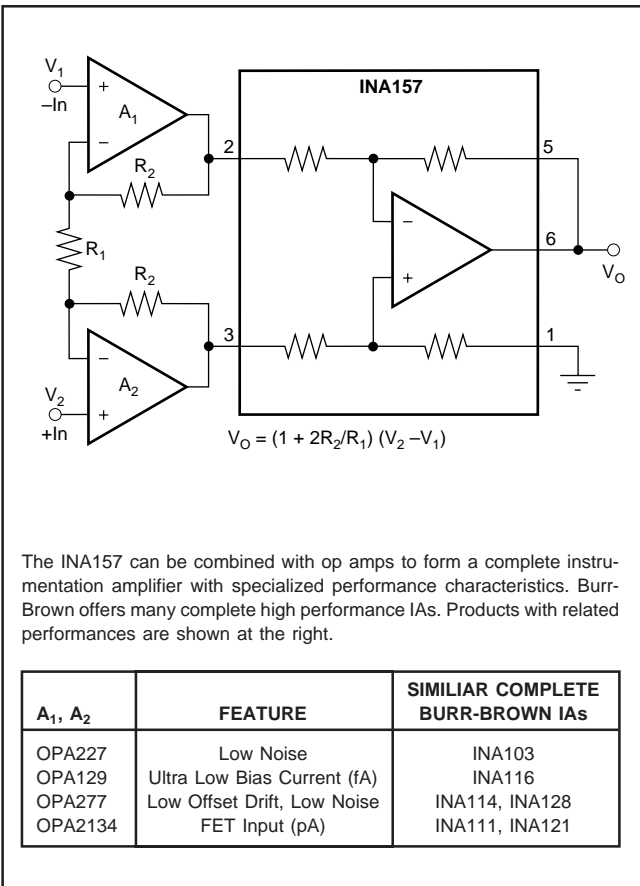 INA157
V1
–In
A1
+
–
R2
2
5
R1
–
+
6
VO
R2
3
1
–
A2
+
V2
+In
VO = (1 + 2R2/R1) (V2 –V1)
The INA157 can be combined with op amps to form a complete instru-
mentation amplifier with specialized performance characteristics. Burr-
Brown offers many complete high performance IAs. Products with related
performances are shown at the right.
A1, A2 FEATURE SIMILIAR COMPLETE
BURR-BROWN IAs
OPA227 Low Noise INA103
OPA129 Ultra Low Bias Current (fA) INA116
OPA277 Low Offset Drift, Low Noise INA114, INA128
OPA2134 FET Input (pA) INA111, INA121